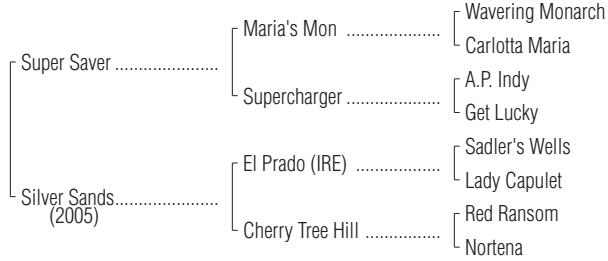 Wavering Monarch
Maria's Mon ....................
Carlotta Maria
Super Saver ......................
A.P. Indy
Supercharger ....................
Get Lucky
Sadler's Wells
El Prado (IRE) ..................
Lady Capulet
Silver Sands......................
(2005)
Red Ransom
Cherry Tree Hill ................
Nortena